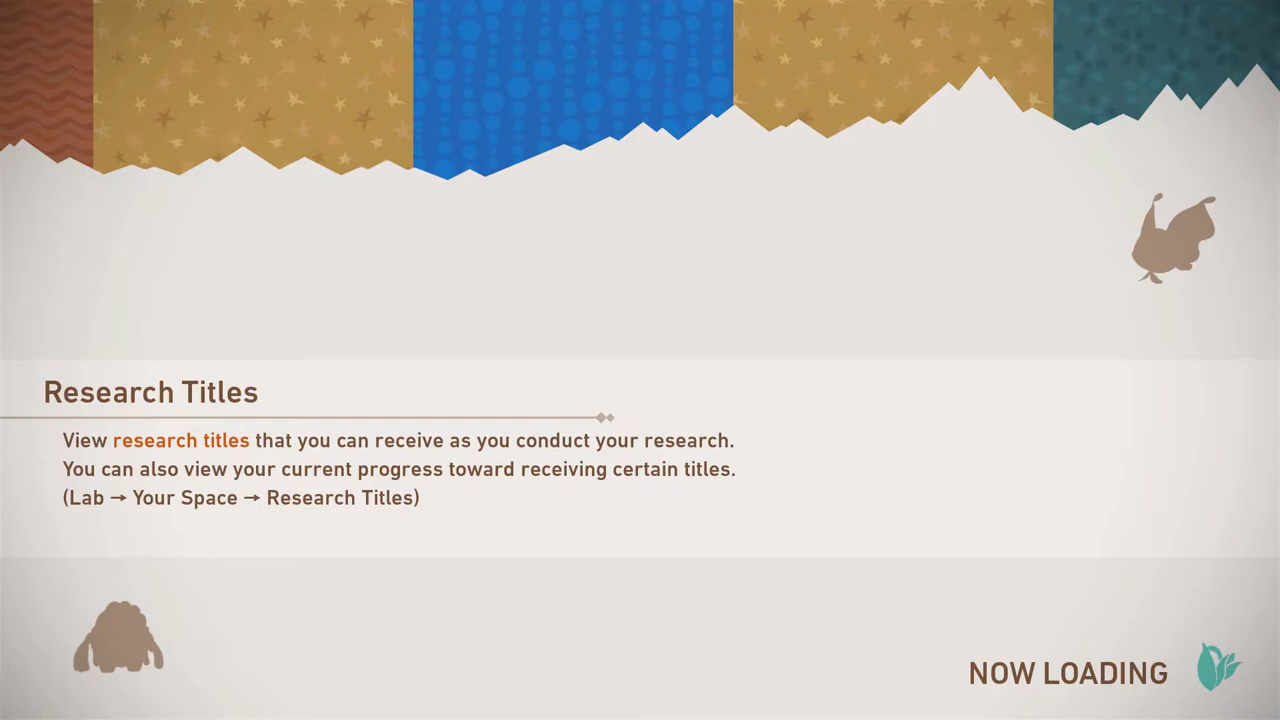 Research Titles
View research titles that you can receive as you conduct your research.
You can also view your current progress toward receiving certain titles.
(Lab → Your Space → Research Titles)
NOW LOADING